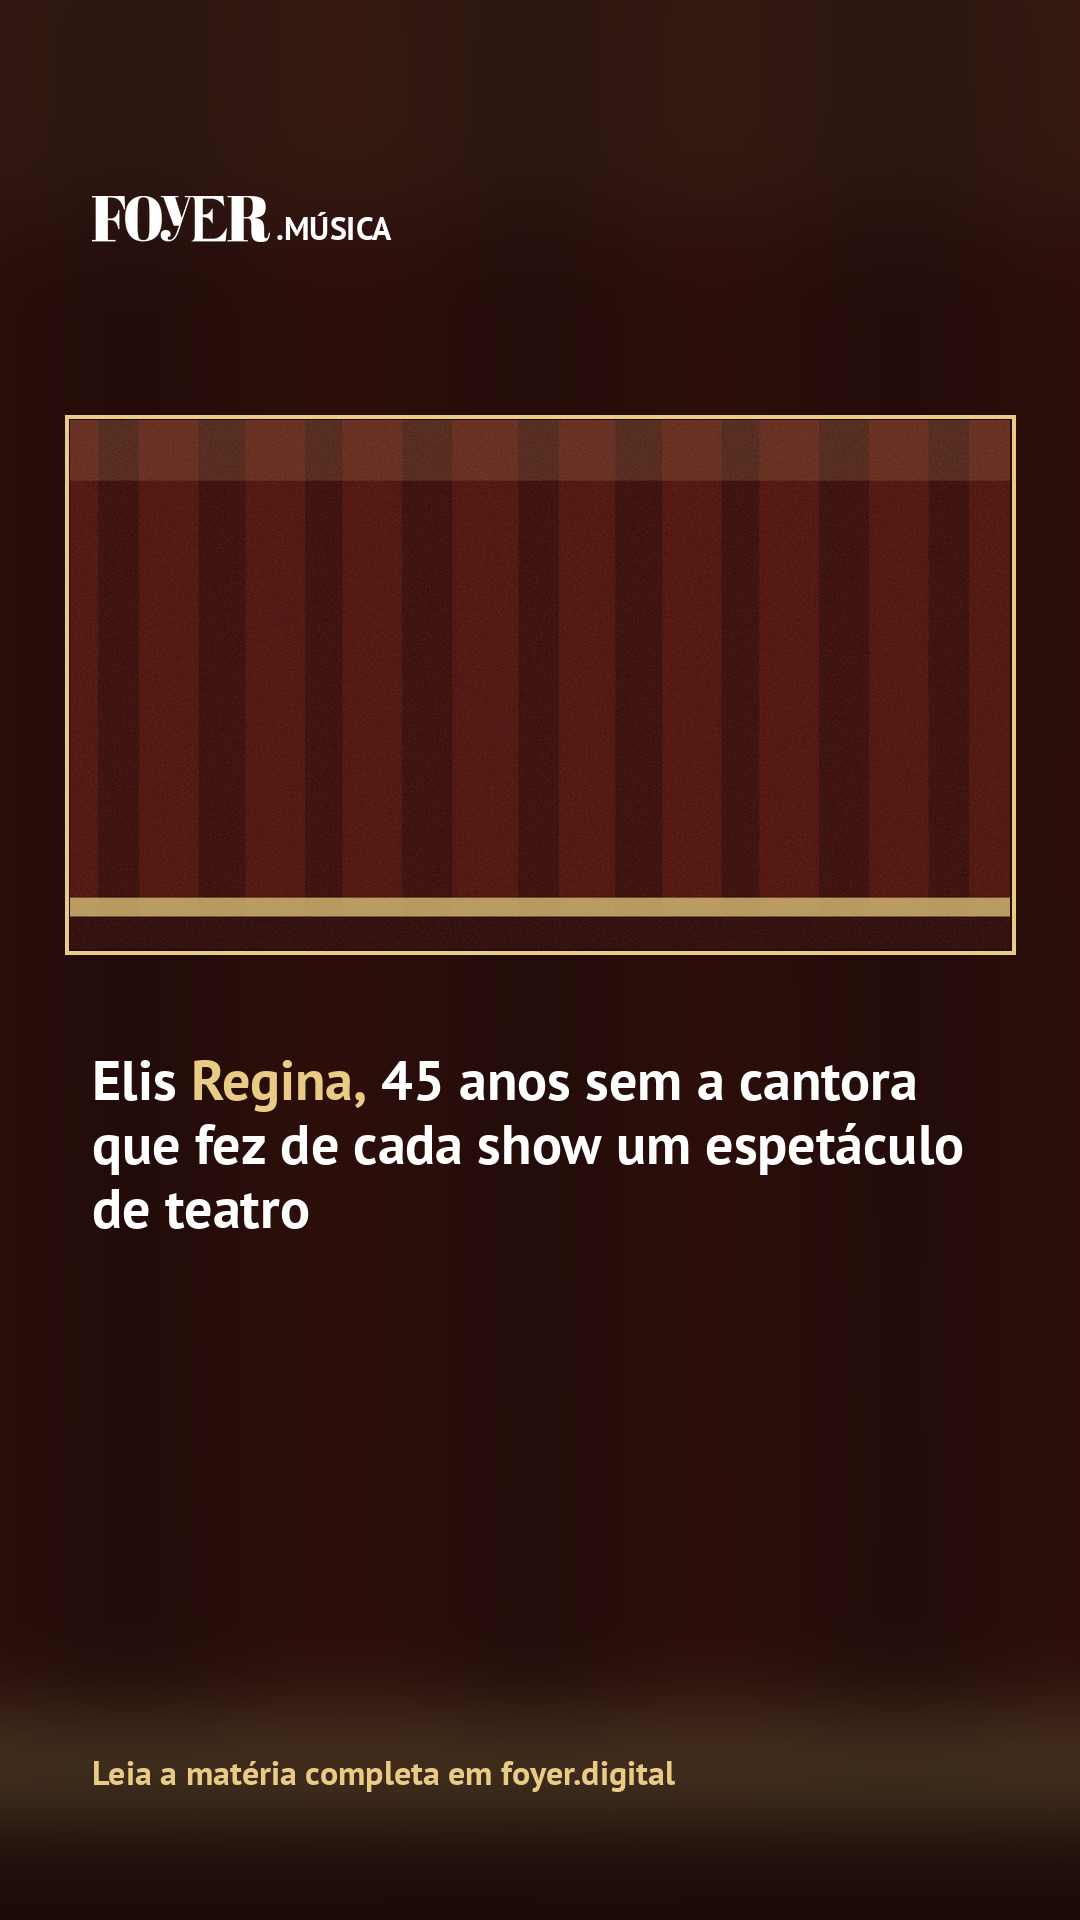 FOYER .MÚSICA
Elis Regina, 45 anos sem a cantora
que fez de cada show um espetáculo
de teatro
Leia a matéria completa em foyer.digital